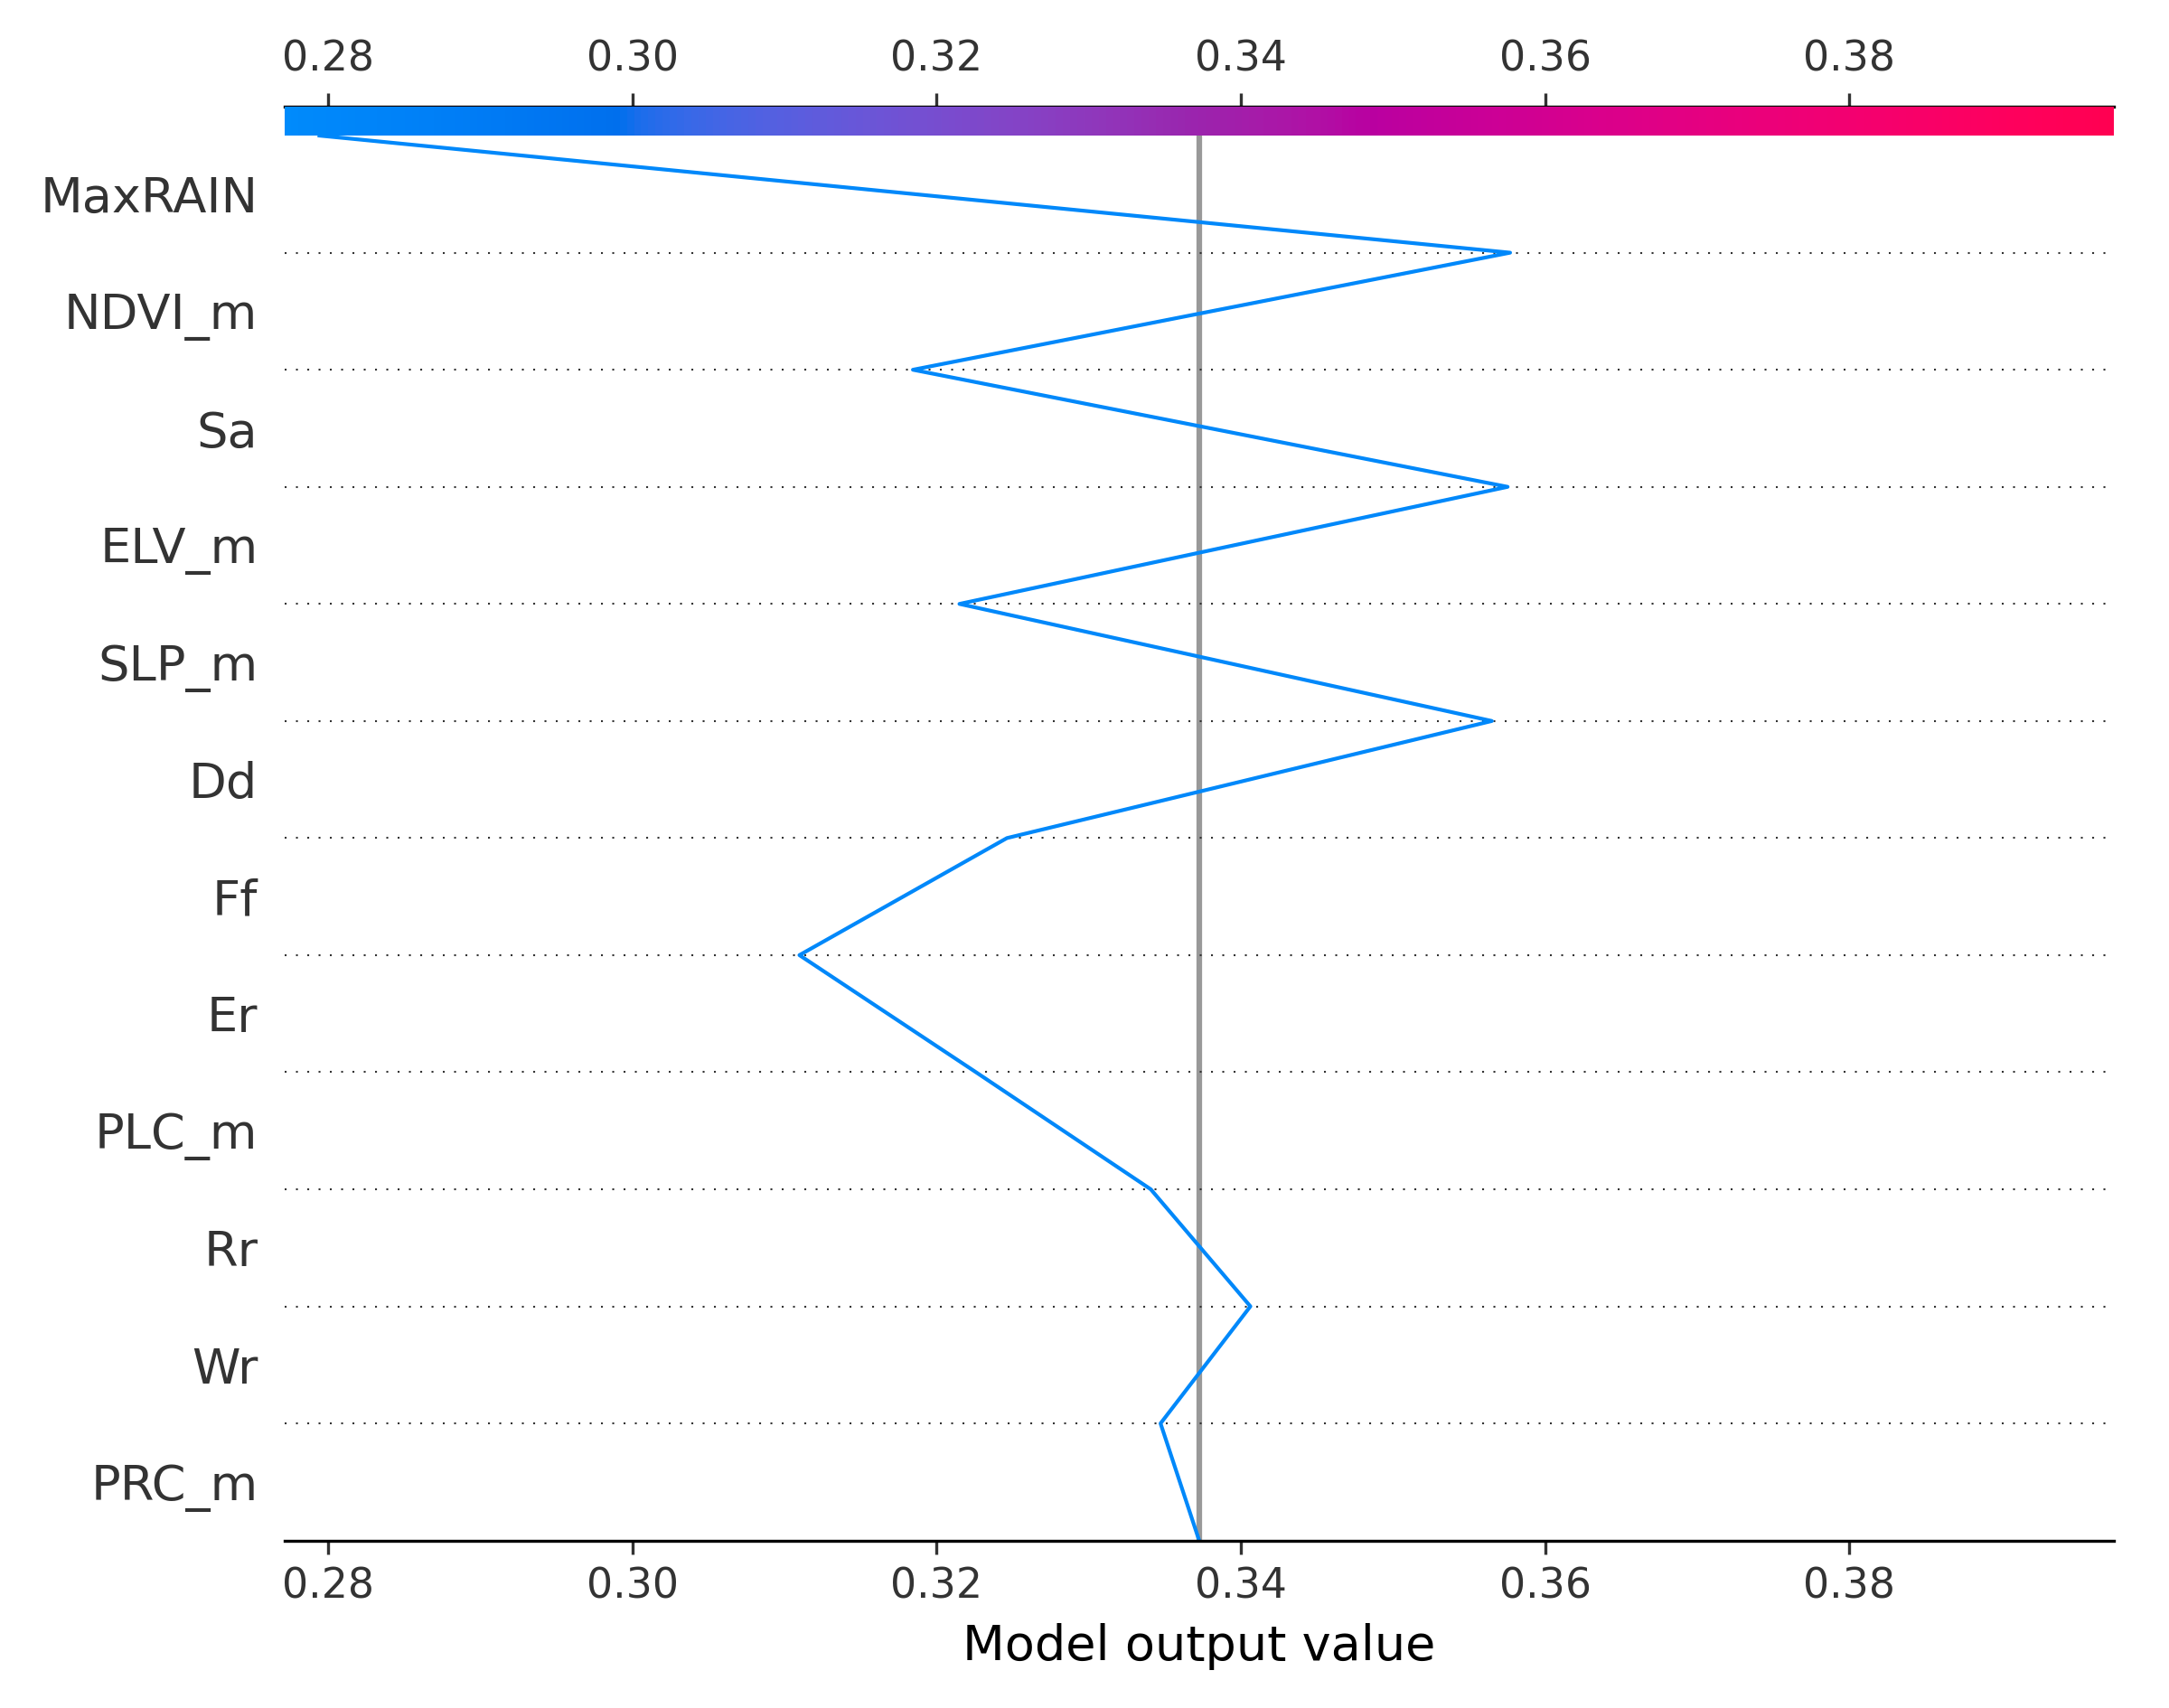 0.28 0.30 0.32 0.34 0.36 0.38
MaxRAIN
NDVI_m
Sa
ELV_m
SLP_m
Dd
Ff
Er
PLC_m
Rr
Wr
PRC_m
0.28 0.30 0.32 0.34 0.36 0.38
Model output value